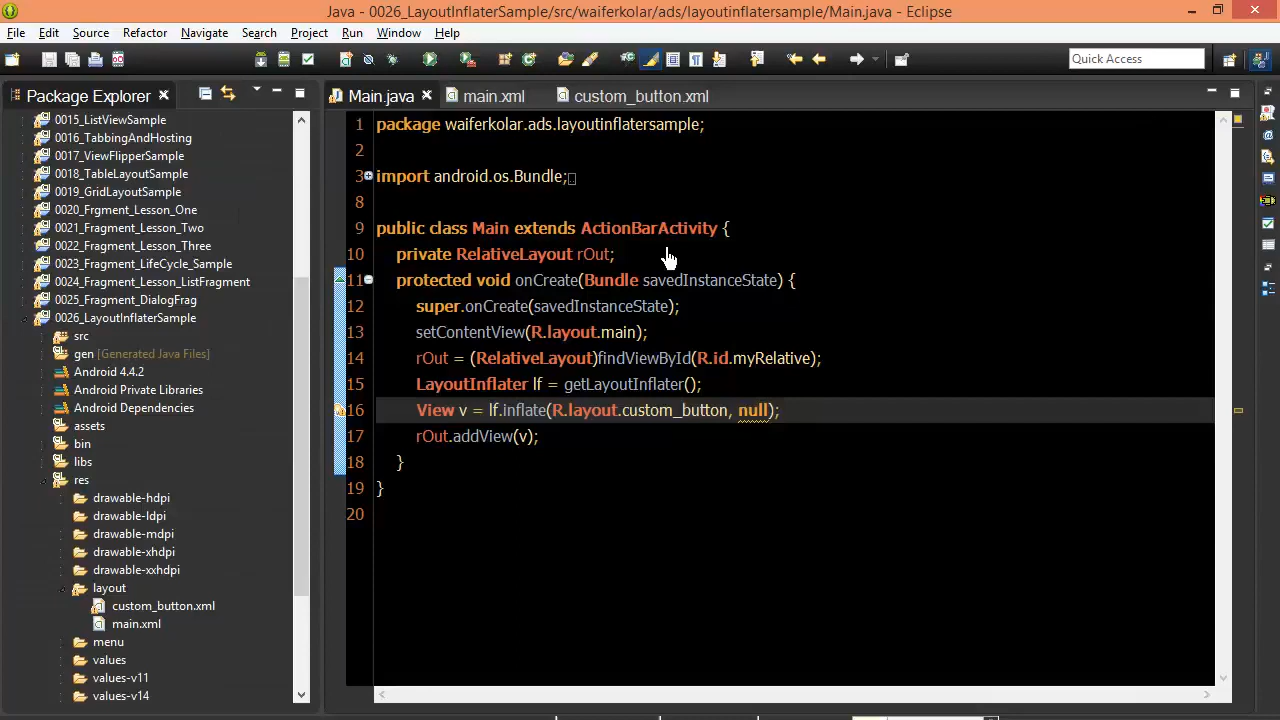 Java - 0026_LayoutInflaterSample/src/waiferkolar/ads/layoutinflatersample/Main.java - Eclipse
File Edit Source Refactor Navigate Search Project Run Window Help
Quick Access
Package Explorer
Main.java main.xml custom_button.xml
0015_ListViewSample
0016_TabbingAndHosting
0017_ViewFlipperSample
0018_TableLayoutSample
0019_GridLayoutSample
0020_Frgment_Lesson_One
0021_Fragment_Lesson_Two
0022_Fragment_Lesson_Three
0023_Fragment_LifeCycle_Sample
0024_Fragment_Lesson_ListFragment
0025_Fragment_DialogFrag
0026_LayoutInflaterSample
src
gen [Generated Java Files]
Android 4.4.2
Android Private Libraries
Android Dependencies
assets
bin
libs
res
drawable-hdpi
drawable-ldpi
drawable-mdpi
drawable-xhdpi
drawable-xxhdpi
layout
custom_button.xml
main.xml
menu
values
values-v11
values-v14
1 package waiferkolar.ads.layoutinflatersample;
2
3 import android.os.Bundle;
8
9 public class Main extends ActionBarActivity {
10 private RelativeLayout rOut;
11 protected void onCreate(Bundle savedInstanceState) {
12 super.onCreate(savedInstanceState);
13 setContentView(R.layout.main);
14 rOut = (RelativeLayout)findViewById(R.id.myRelative);
15 LayoutInflater lf = getLayoutInflater();
16 View v = lf.inflate(R.layout.custom_button, null);
17 rOut.addView(v);
18 }
19 }
20